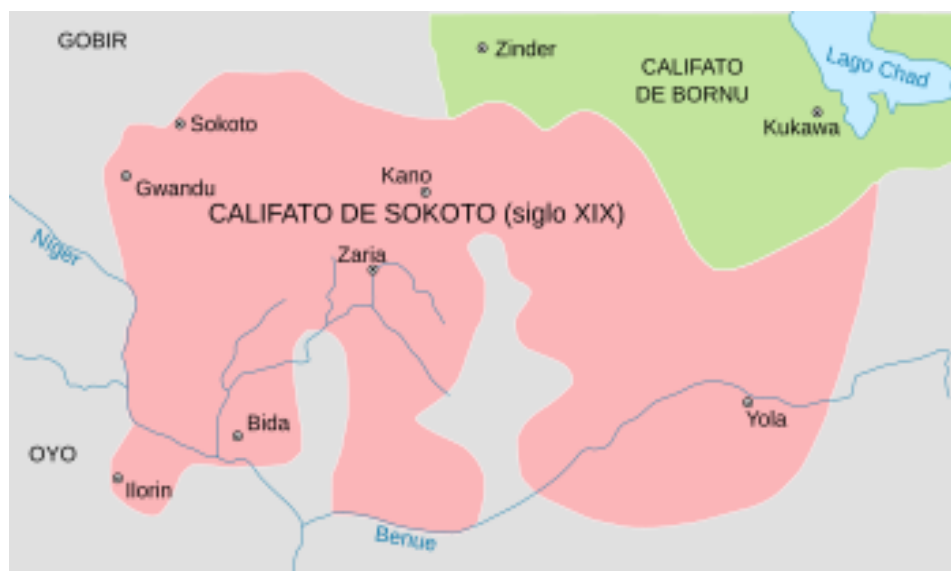 GOBIR
Zinder
CALIFATO
DE BORNU
Lago Chad
Kukawa
Sokoto
Gwandu
Kano
CALIFATO DE SOKOTO (siglo XIX)
Niger
Zaria
Bida
Yola
OYO
Ilorin
Benue